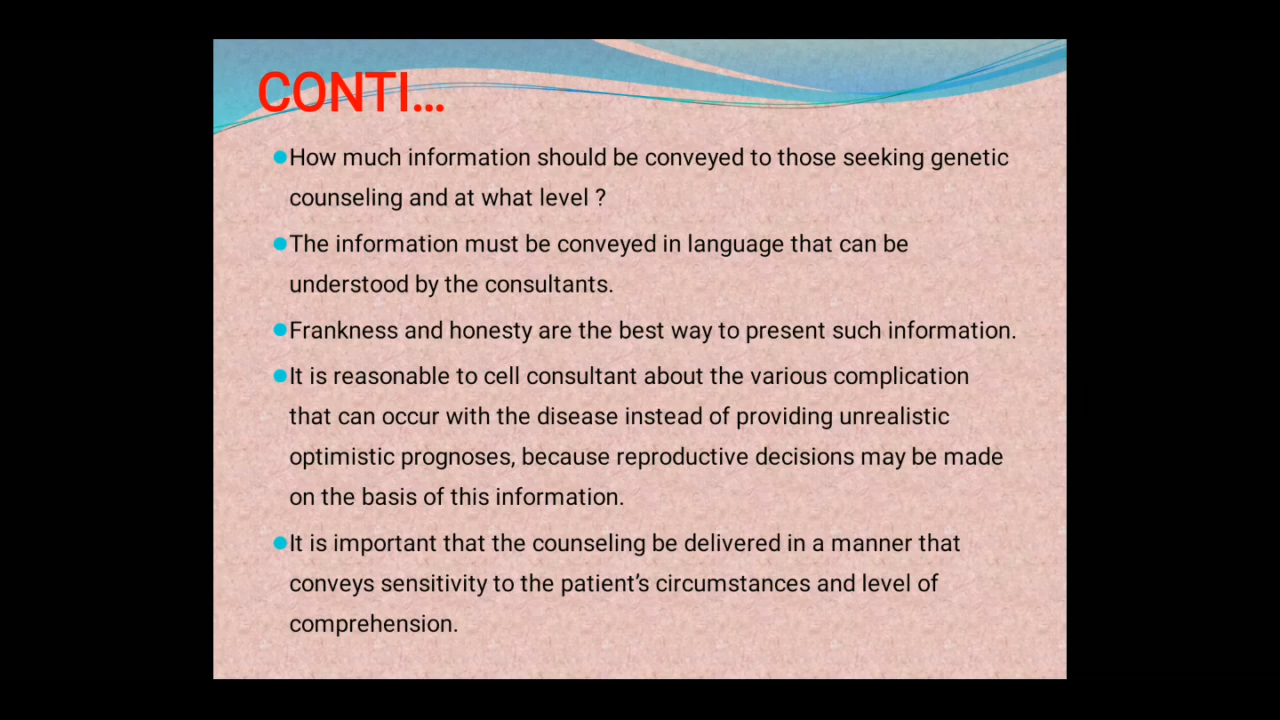 CONTI...
How much information should be conveyed to those seeking genetic
counseling and at what level ?
The information must be conveyed in language that can be
understood by the consultants.
Frankness and honesty are the best way to present such information.
It is reasonable to cell consultant about the various complication
that can occur with the disease instead of providing unrealistic
optimistic prognoses, because reproductive decisions may be made
on the basis of this information.
It is important that the counseling be delivered in a manner that
conveys sensitivity to the patient’s circumstances and level of
comprehension.